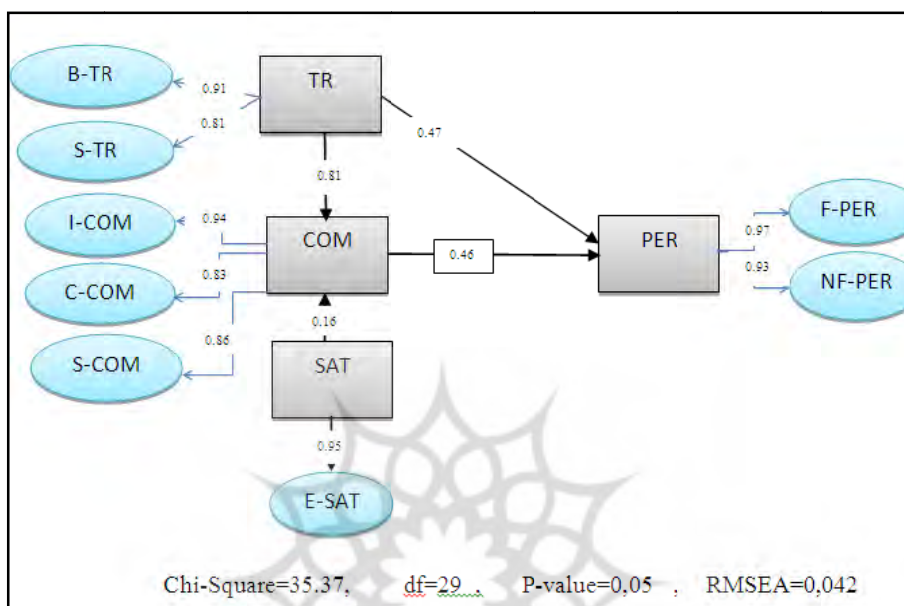 B-TR
TR
0.91
0.81
S-TR
0.47
0.81
I-COM
0.94
COM
0.46
PER
F-PER
0.97
C-COM
0.83
0.93
NF-PER
S-COM
0.86
0.16
SAT
0.95
E-SAT
Chi-Square=35.37, df=29 , P-value=0,05 , RMSEA=0,042